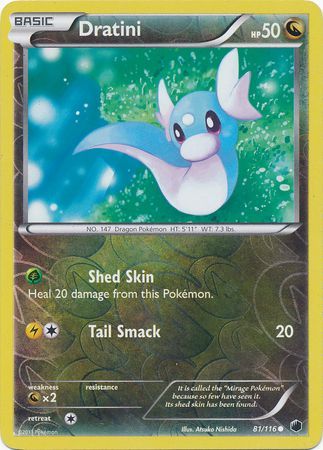 BASIC
Dratini
HP50
NO. 147 Dragon Pokémon HT: 5'11" WT: 7.3 lbs.
Shed Skin
Heal 20 damage from this Pokémon.
Tail Smack 20
weakness resistance
×2
retreat
It is called the "Mirage Pokémon"
because so few have seen it.
Its shed skin has been found.
Illus. Atsuko Nishida 81/116
©2011 Pokémon